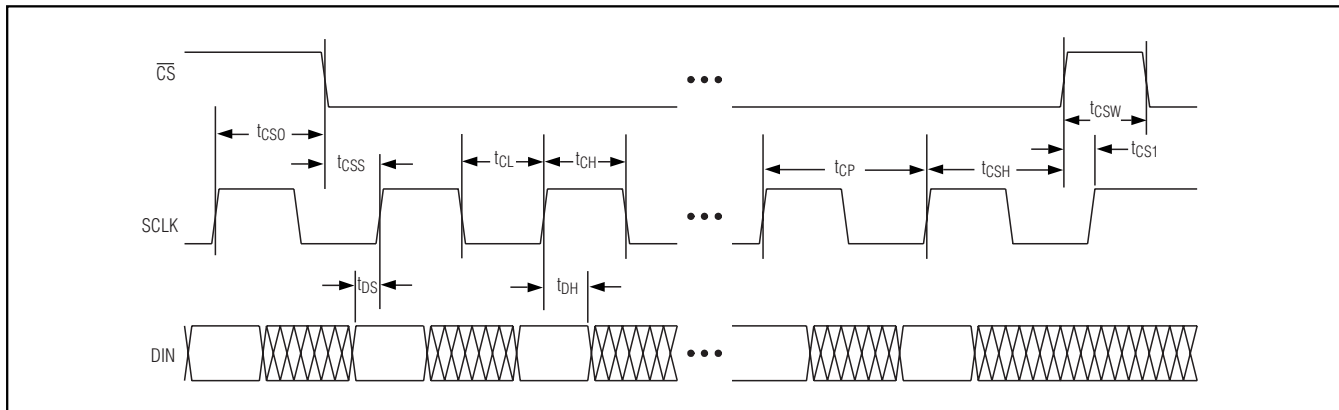 CS
tCSO
tCSS
tCL
tCH
tCP
tCSH
tCSW
tCS1
SCLK
tDS
tDH
DIN